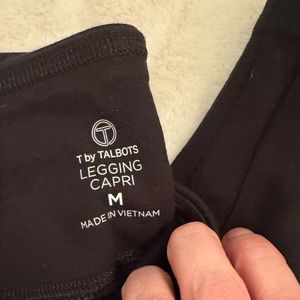 T
T by TALBOTS
LEGGING
CAPRI
M
MADE IN VIETNAM